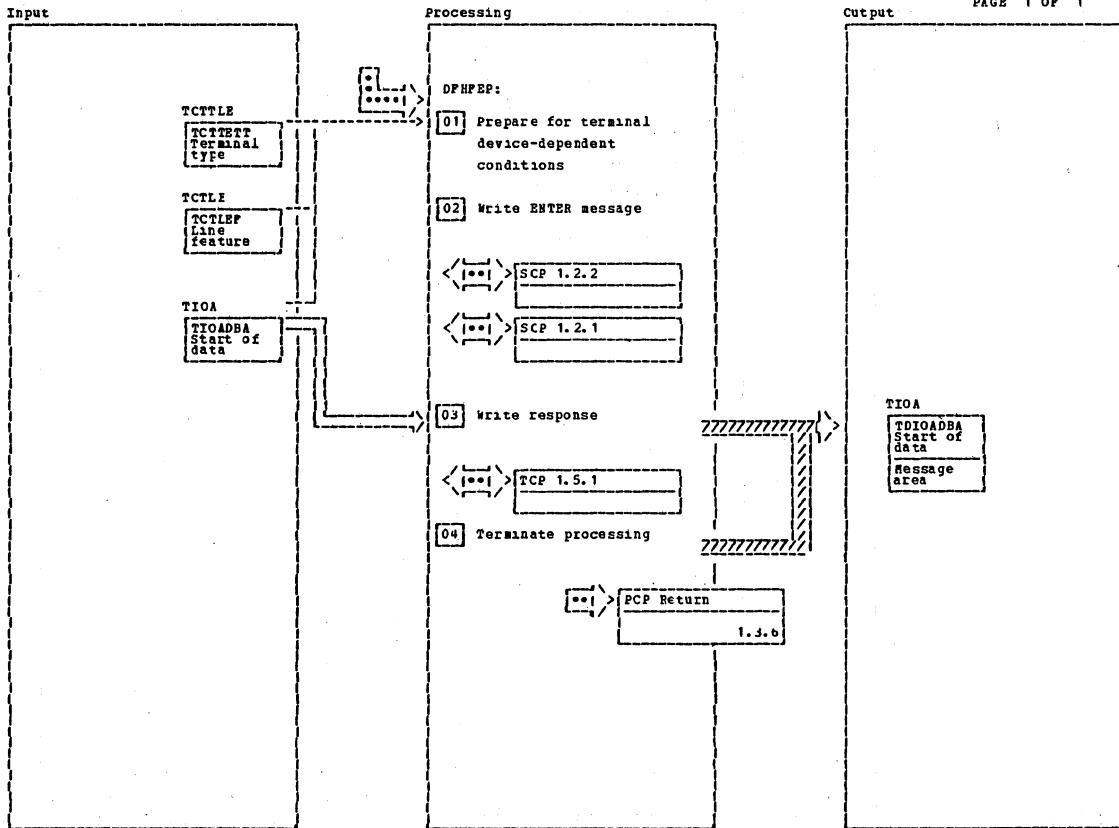 PAGE 1 OF 1
Input
Processing
Cutput
TCTTLE
TCTTETT
Terminal
type
TCTLE
TCTLEF
Line
feature
TIOA
TIOADBA
Start of
data
DFHFEP:
01 Prepare for terminal
device-dependent
conditions
02 Write ENTER message
SCP 1.2.2
SCP 1.2.1
03 Write response
TCP 1.5.1
04 Terminate processing
PCP Return
1.3.6
TIOA
TDIOADBA
Start of
data
Message
area